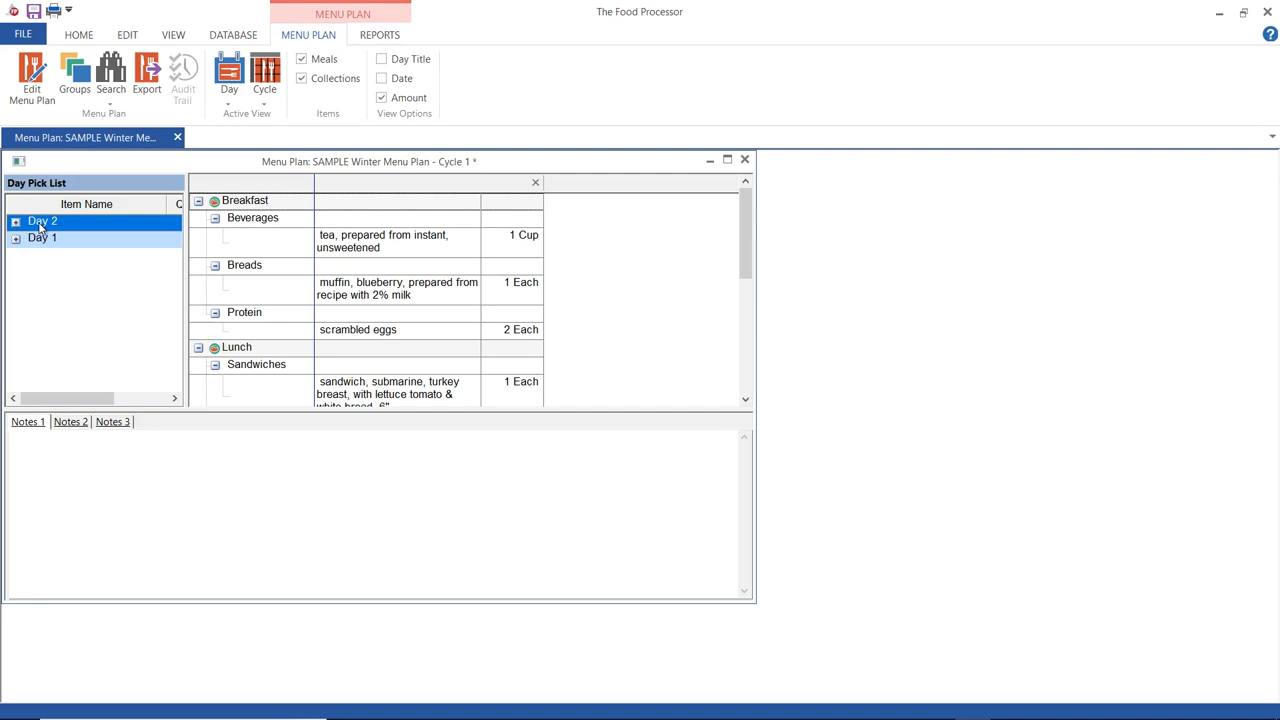 MENU PLAN
The Food Processor
FILE HOME EDIT VIEW DATABASE MENU PLAN REPORTS
Edit Menu Plan
Groups
Search
Export
Audit Trail
Menu Plan
Day
Cycle
Active View
Meals
Collections
Items
Day Title
Date
Amount
View Options
Menu Plan: SAMPLE Winter Me...
Menu Plan: SAMPLE Winter Menu Plan - Cycle 1 *
Day Pick List
Item Name Q
Day 2
Day 1
Breakfast
Beverages
tea, prepared from instant, 1 Cup
unsweetened
Breads
muffin, blueberry, prepared from 1 Each
recipe with 2% milk
Protein
scrambled eggs 2 Each
Lunch
Sandwiches
sandwich, submarine, turkey 1 Each
breast, with lettuce tomato &
white bread, 6"
Notes 1 Notes 2 Notes 3